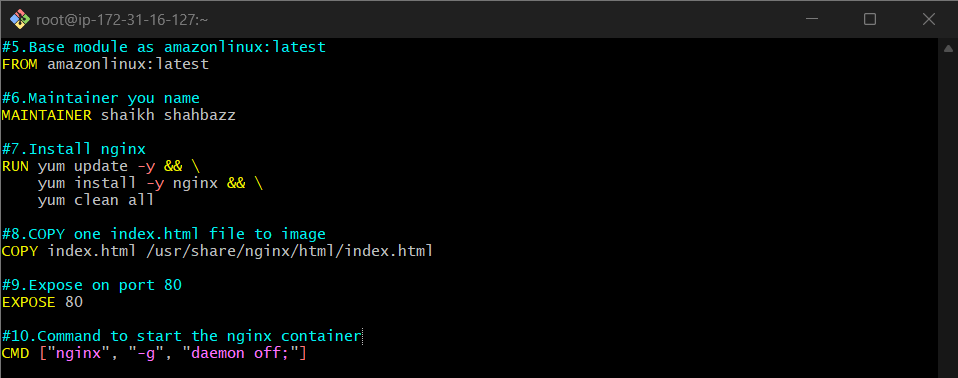 root@ip-172-31-16-127:~
#5.Base module as amazonlinux:latest
FROM amazonlinux:latest
#6.Maintainer you name
MAINTAINER shaikh shahbazz
#7.Install nginx
RUN yum update -y && \
    yum install -y nginx && \
    yum clean all
#8.COPY one index.html file to image
COPY index.html /usr/share/nginx/html/index.html
#9.Expose on port 80
EXPOSE 80
#10.Command to start the nginx container
CMD ["nginx", "-g", "daemon off;"]